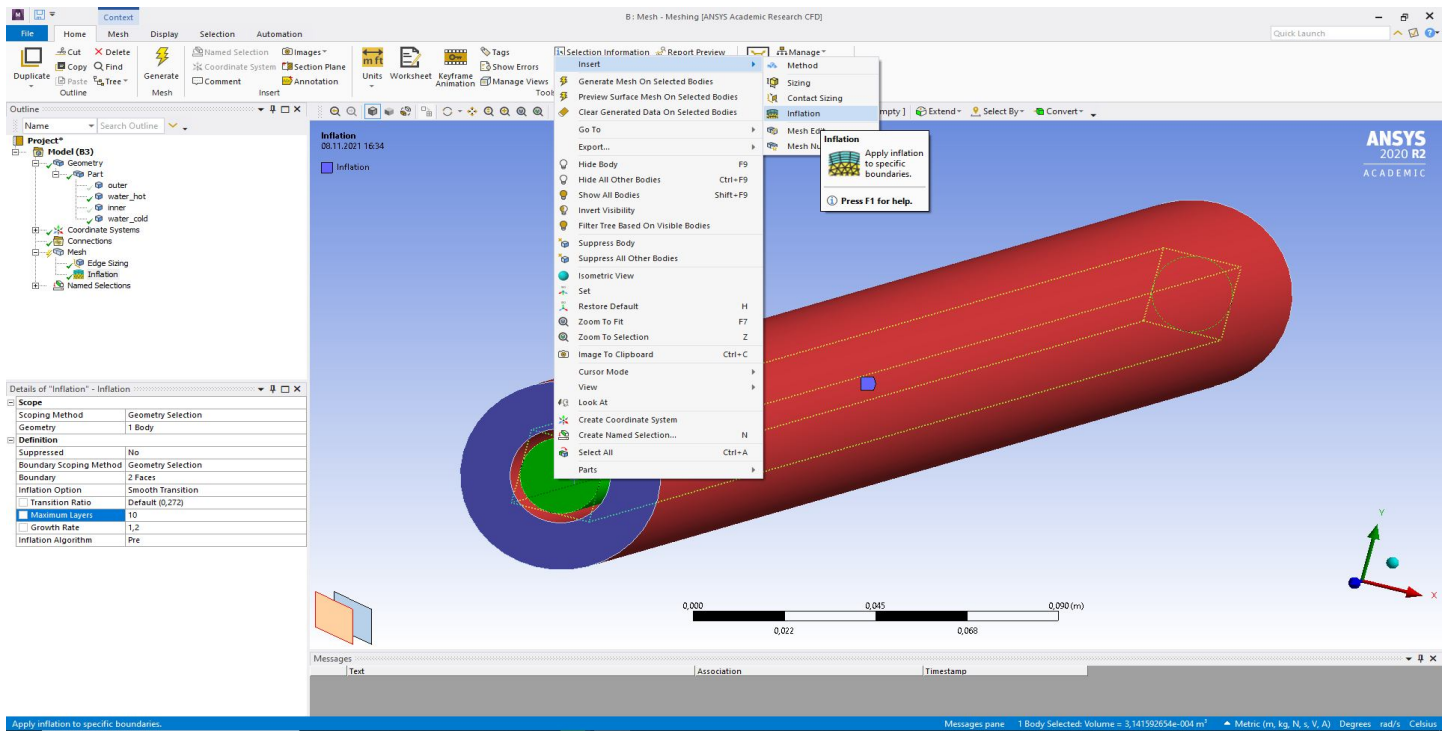 Context
B : Mesh - Meshing [ANSYS Academic Research CFD]
File Home Mesh Display Selection Automation
Quick Launch
Duplicate
Cut
Copy
Paste
Delete
Find
Tree
Outline
Generate
Mesh
Named Selection
Coordinate System
Comment
Images
Section Plane
Annotation
Insert
Units
Worksheet
Keyframe
Animation
Tags
Show Errors
Manage Views
Selection Information
Report Preview
Manage
Outline
Name Search Outline
Extend Select By Convert
Project*
Model (B3)
Geometry
Part
outer
water_hot
inner
water_cold
Coordinate Systems
Connections
Mesh
Edge Sizing
Inflation
Named Selections
Details of "Inflation" - Inflation
Scope
Scoping Method Geometry Selection
Geometry 1 Body
Definition
Suppressed No
Boundary Scoping Method Geometry Selection
Boundary 2 Faces
Inflation Option Smooth Transition
Transition Ratio Default (0,272)
Maximum Layers 10
Growth Rate 1,2
Inflation Algorithm Pre
Inflation
08.11.2021 16:34
Inflation
Insert
Generate Mesh On Selected Bodies
Preview Surface Mesh On Selected Bodies
Clear Generated Data On Selected Bodies
Go To
Export...
Hide Body F9
Hide All Other Bodies Ctrl+F9
Show All Bodies Shift+F9
Invert Visibility
Filter Tree Based On Visible Bodies
Suppress Body
Suppress All Other Bodies
Isometric View
Set
Restore Default H
Zoom To Fit F7
Zoom To Selection Z
Image To Clipboard Ctrl+C
Cursor Mode
View
Look At
Create Coordinate System
Create Named Selection... N
Select All Ctrl+A
Parts
Method
Sizing
Contact Sizing
Inflation
Mesh
Mesh
Inflation
Apply inflation
to specific
boundaries.
Press F1 for help.
ANSYS
2020 R2
ACADEMIC
0,000 0,045 0,090 (m)
0,022 0,068
Y
X
Messages
Text Association Timestamp
Apply inflation to specific boundaries.
Messages pane 1 Body Selected: Volume = 3,141592654e-004 m³ Metric (m, kg, N, s, V, A) Degrees rad/s Celsius